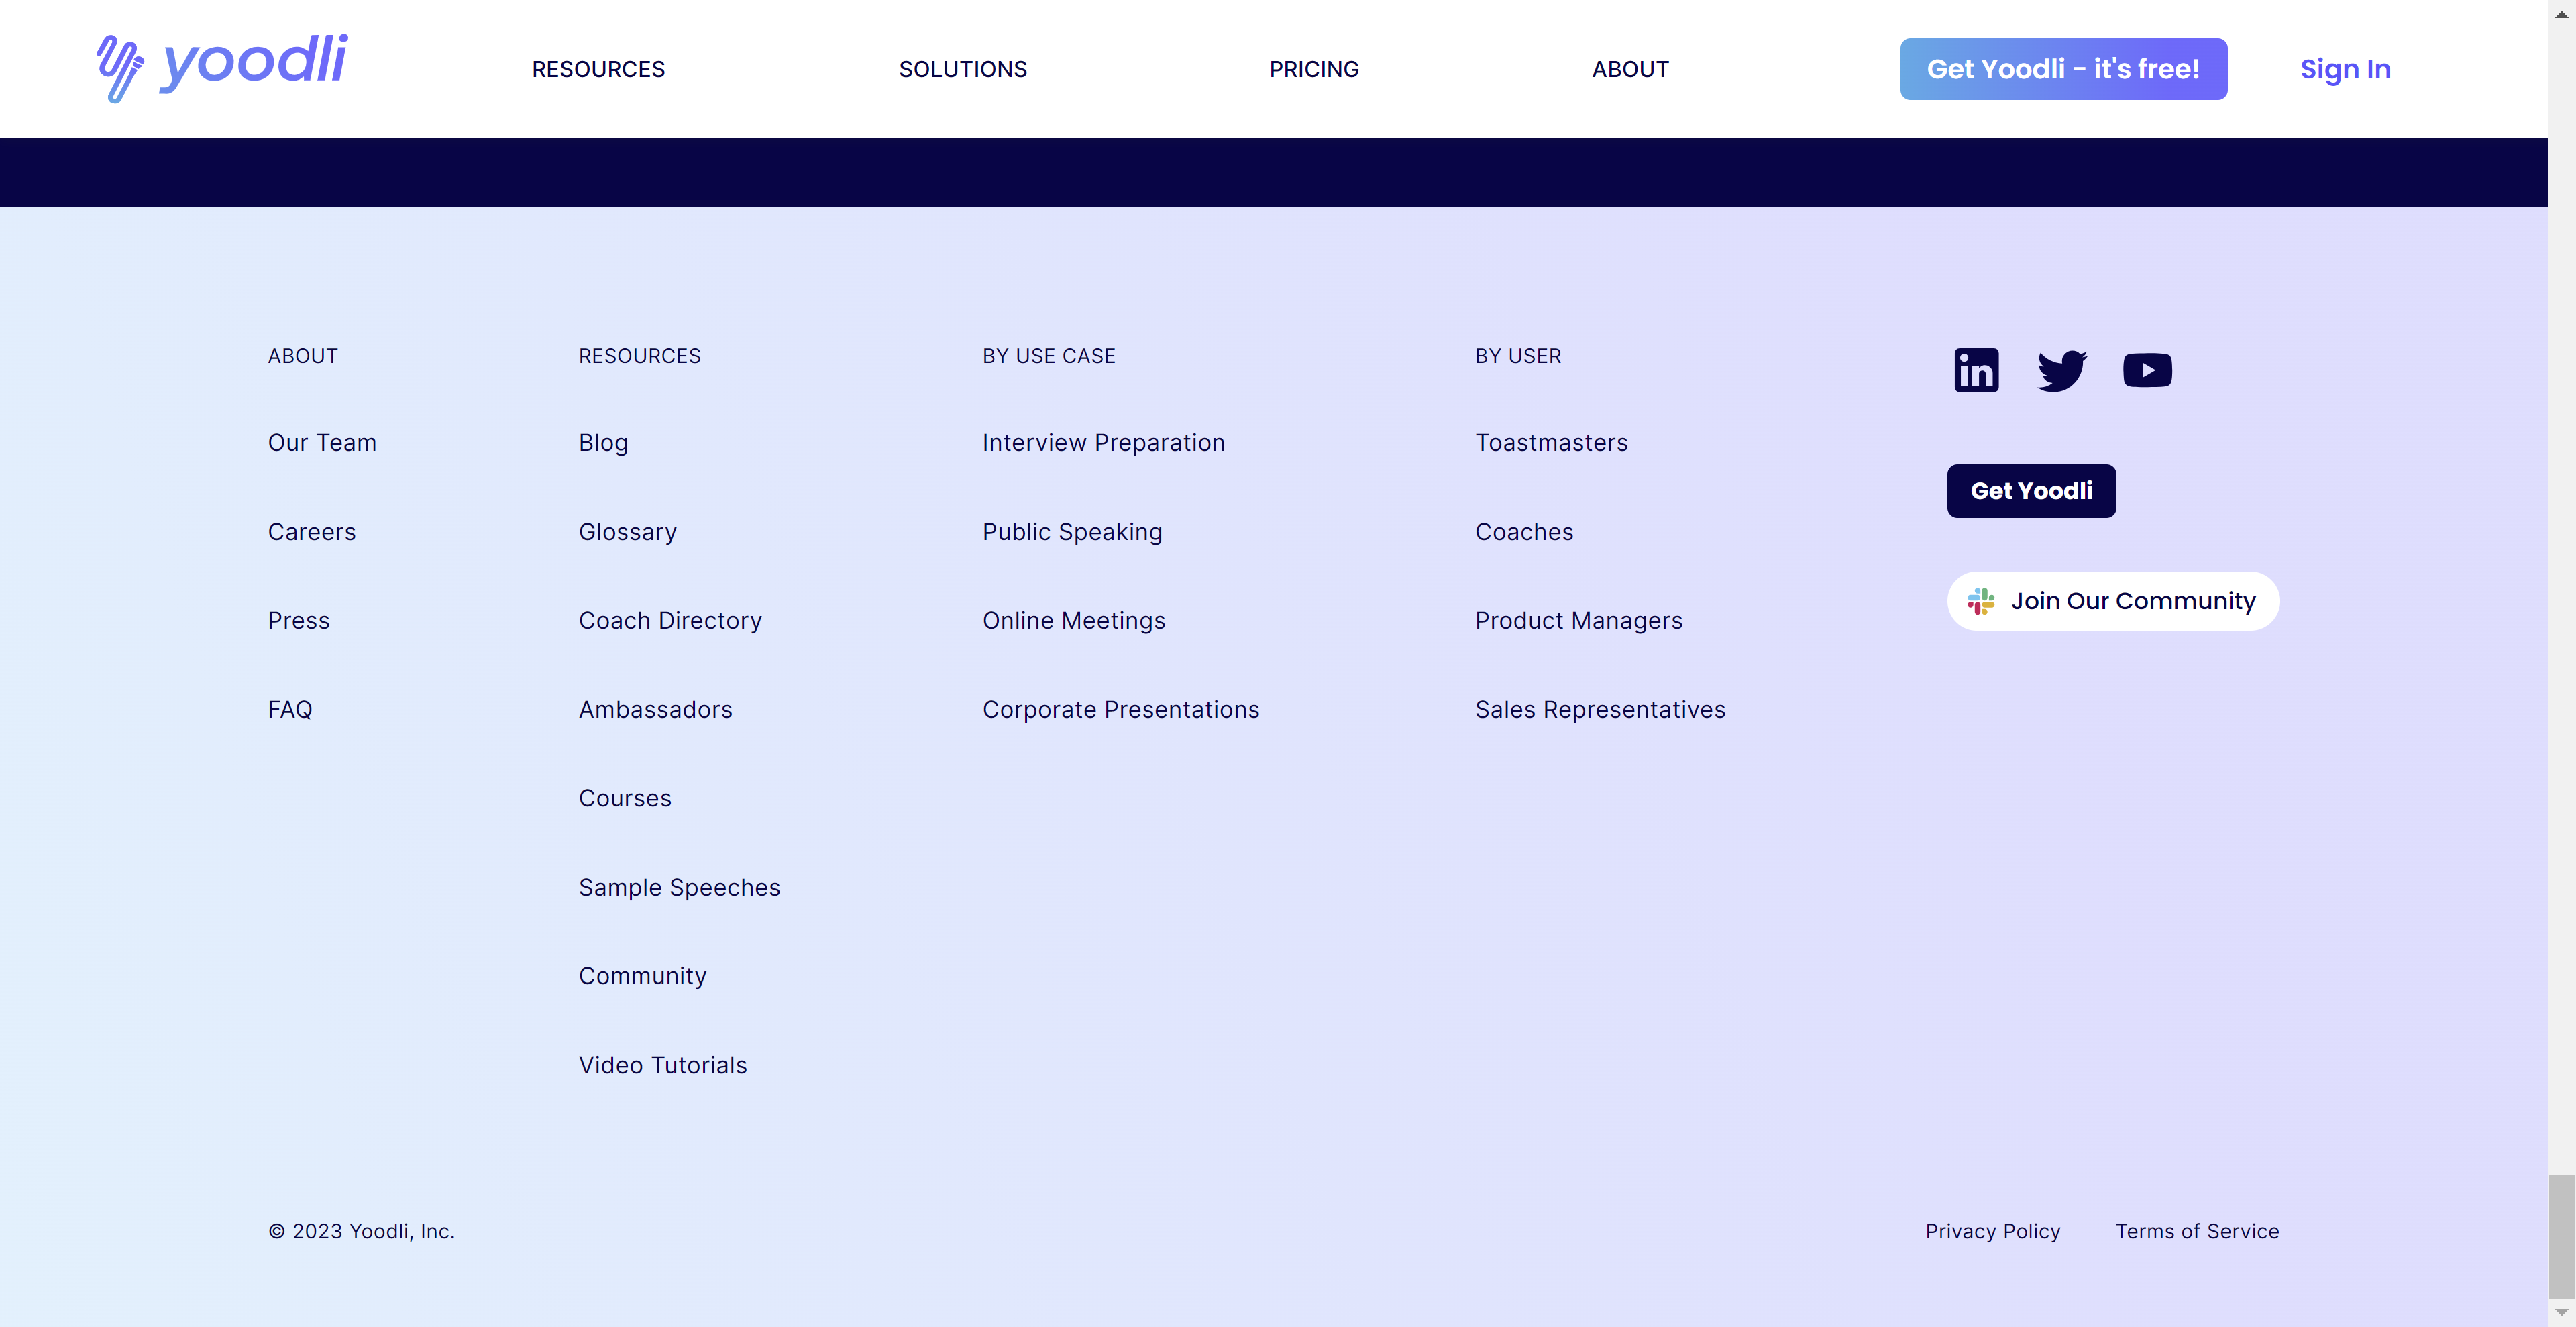 yoodli
RESOURCES
SOLUTIONS
PRICING
ABOUT
Get Yoodli - it's free!
Sign In
ABOUT
Our Team
Careers
Press
FAQ
RESOURCES
Blog
Glossary
Coach Directory
Ambassadors
Courses
Sample Speeches
Community
Video Tutorials
BY USE CASE
Interview Preparation
Public Speaking
Online Meetings
Corporate Presentations
BY USER
Toastmasters
Coaches
Product Managers
Sales Representatives
in
Get Yoodli
Join Our Community
© 2023 Yoodli, Inc.
Privacy Policy
Terms of Service